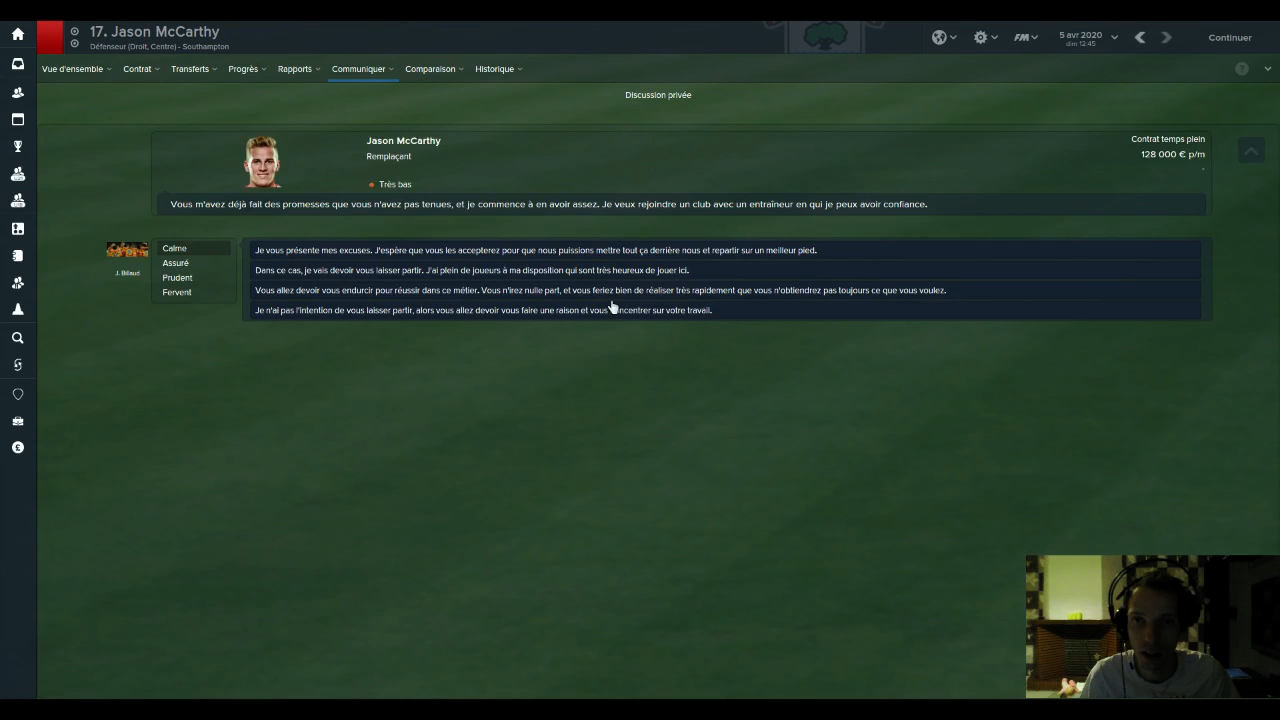 17. Jason McCarthy
Défenseur (Droit, Centre) - Southampton
FM
5 avr 2020
dim 12:45
Continuer
Vue d'ensemble
Contrat
Transferts
Progrès
Rapports
Communiquer
Comparaison
Historique
?
Discussion privée
Jason McCarthy
Remplaçant
Contrat temps plein
128 000 € p/m
-
Très bas
Vous m'avez déjà fait des promesses que vous n'avez pas tenues, et je commence à en avoir assez. Je veux rejoindre un club avec un entraîneur en qui je peux avoir confiance.
J. Billaud
Calme
Assuré
Prudent
Fervent
Je vous présente mes excuses. J'espère que vous les accepterez pour que nous puissions mettre tout ça derrière nous et repartir sur un meilleur pied.
Dans ce cas, je vais devoir vous laisser partir. J'ai plein de joueurs à ma disposition qui sont très heureux de jouer ici.
Vous allez devoir vous endurcir pour réussir dans ce métier. Vous n'irez nulle part, et vous feriez bien de réaliser très rapidement que vous n'obtiendrez pas toujours ce que vous voulez.
Je n'ai pas l'intention de vous laisser partir, alors vous allez devoir vous faire une raison et vous concentrer sur votre travail.